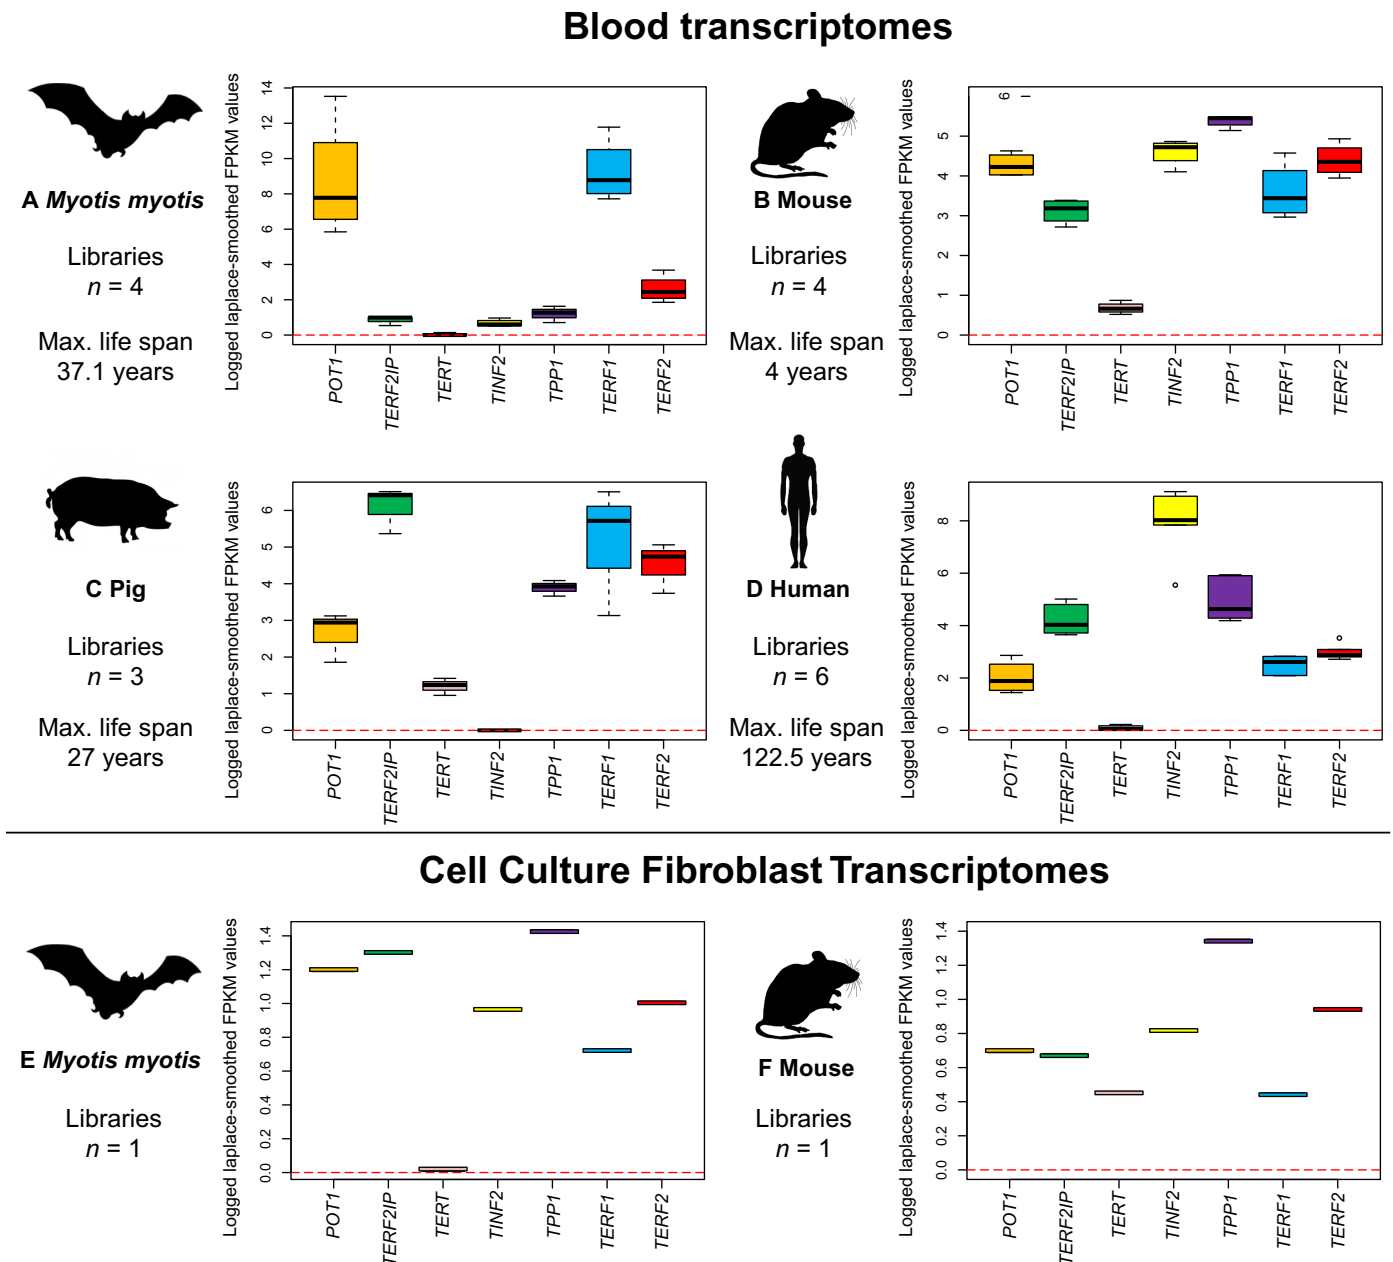 Blood transcriptomes
A Myotis myotis
Libraries
n = 4
Max. life span
37.1 years
Logged laplace-smoothed FPKM values
0
2
4
6
8
10
12
14
POT1
TERF2IP
TERT
TINF2
TPP1
TERF1
TERF2
B Mouse
Libraries
n = 4
Max. life span
4 years
Logged laplace-smoothed FPKM values
0
1
2
3
4
5
6
POT1
TERF2IP
TERT
TINF2
TPP1
TERF1
TERF2
C Pig
Libraries
n = 3
Max. life span
27 years
Logged laplace-smoothed FPKM values
0
1
2
3
4
5
6
POT1
TERF2IP
TERT
TINF2
TPP1
TERF1
TERF2
D Human
Libraries
n = 6
Max. life span
122.5 years
Logged laplace-smoothed FPKM values
0
2
4
6
8
POT1
TERF2IP
TERT
TINF2
TPP1
TERF1
TERF2
Cell Culture Fibroblast Transcriptomes
E Myotis myotis
Libraries
n = 1
Logged laplace-smoothed FPKM values
0.0
0.2
0.4
0.6
0.8
1.0
1.2
1.4
POT1
TERF2IP
TERT
TINF2
TPP1
TERF1
TERF2
F Mouse
Libraries
n = 1
Logged laplace-smoothed FPKM values
0.0
0.2
0.4
0.6
0.8
1.0
1.2
1.4
POT1
TERF2IP
TERT
TINF2
TPP1
TERF1
TERF2